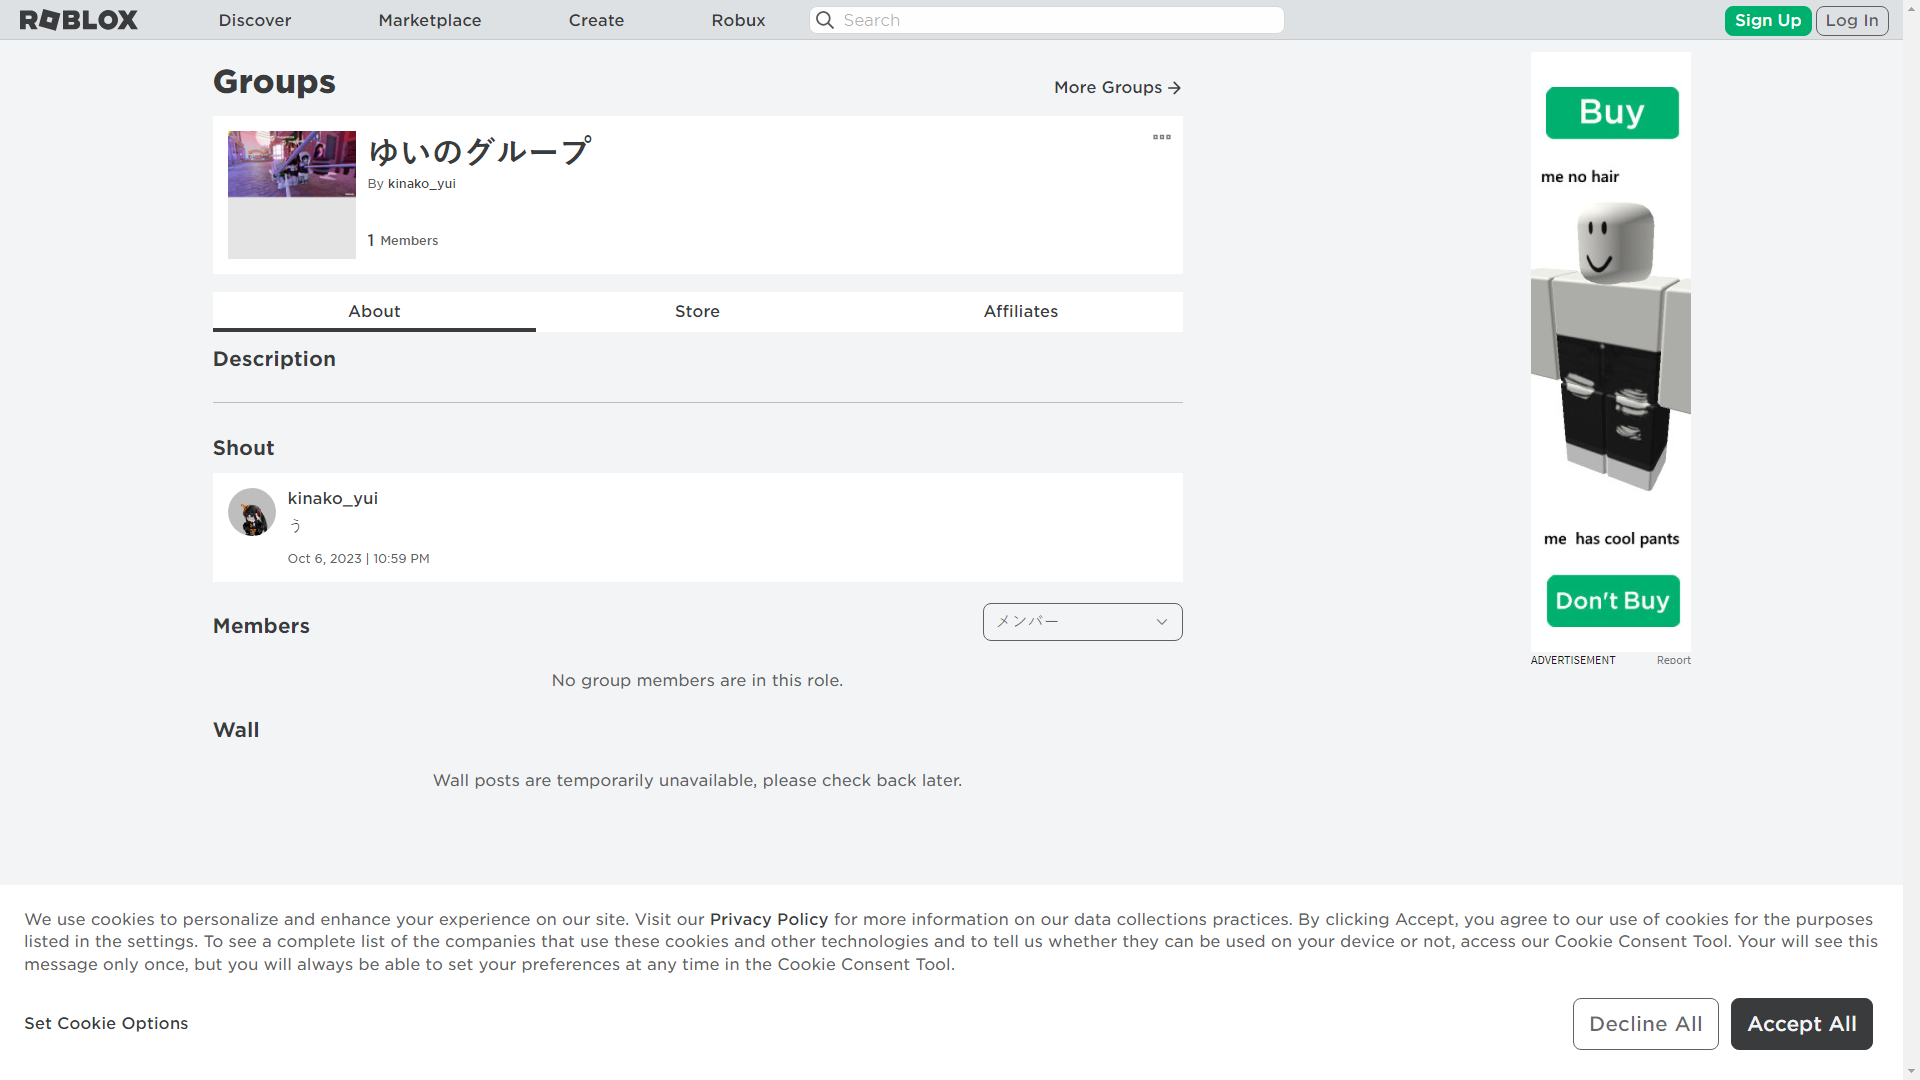 ROBLOX
Discover
Marketplace
Create
Robux
Search
Sign Up
Log In
Groups
More Groups
ゆいのグループ
By kinako_yui
1 Members
About
Store
Affiliates
Description
Shout
kinako_yui
う
Oct 6, 2023 | 10:59 PM
Members
メンバー
No group members are in this role.
Wall
Wall posts are temporarily unavailable, please check back later.
Buy
me no hair
me has cool pants
Don't Buy
ADVERTISEMENT
Report
We use cookies to personalize and enhance your experience on our site. Visit our Privacy Policy for more information on our data collections practices. By clicking Accept, you agree to our use of cookies for the purposes
listed in the settings. To see a complete list of the companies that use these cookies and other technologies and to tell us whether they can be used on your device or not, access our Cookie Consent Tool. Your will see this
message only once, but you will always be able to set your preferences at any time in the Cookie Consent Tool.
Set Cookie Options
Decline All
Accept All